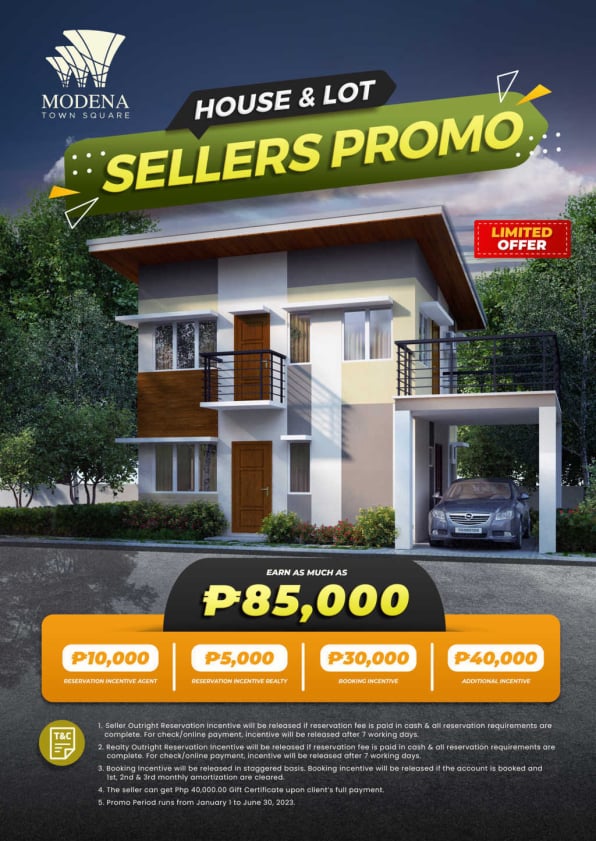 MODENA
TOWN SQUARE
HOUSE & LOT
SELLERS PROMO
LIMITED
OFFER
EARN AS MUCH AS
₱85,000
₱10,000
RESERVATION INCENTIVE AGENT
₱5,000
RESERVATION INCENTIVE REALTY
₱30,000
BOOKING INCENTIVE
₱40,000
ADDITIONAL INCENTIVE
T&C
1. Seller Outright Reservation Incentive will be released if reservation fee is paid in cash & all reservation requirements are
complete. For check/online payment, incentive will be released after 7 working days.
2. Realty Outright Reservation Incentive will be released if reservation fee is paid in cash & all reservation requirements are
complete. For check/online payment, incentive will be released after 7 working days.
3. Booking Incentive will be released in staggered basis. Booking incentive will be released if the account is booked and
1st, 2nd & 3rd monthly amortization are cleared.
4. The seller can get Php 40,000.00 Gift Certificate upon client's full payment.
5. Promo Period runs from January 1 to June 30, 2023.